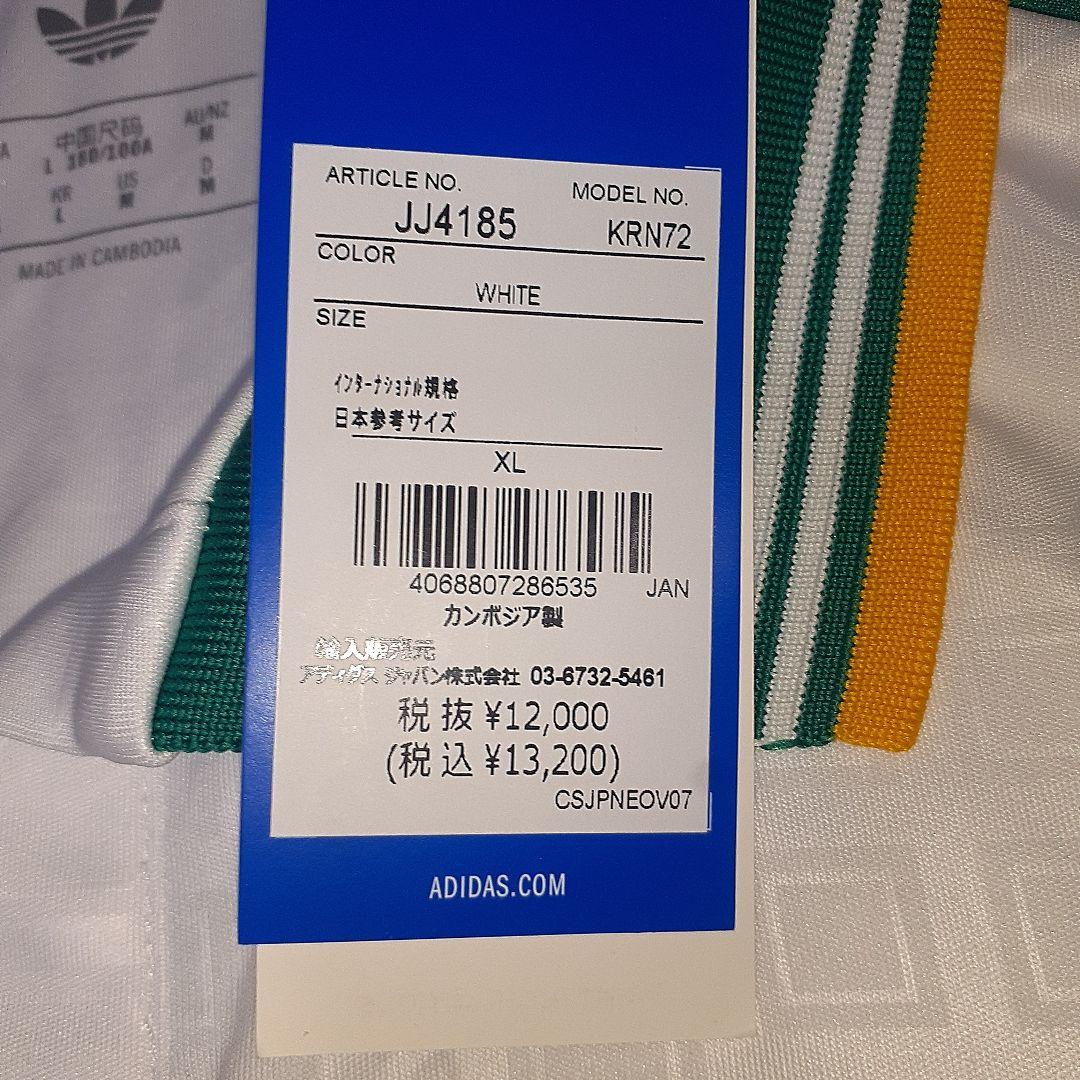 中国尺码
AU/NZ
L 180/100A
M
KR
US
D
L
M
M
MADE IN CAMBODIA
ARTICLE NO.
MODEL NO.
JJ4185
KRN72
COLOR
WHITE
SIZE
インターナショナル規格
日本参考サイズ
XL
4068807286535 JAN
カンボジア製
輸入販売元
アディダス ジャパン株式会社 03-6732-5461
税抜 ¥12,000
(税込 ¥13,200)
CSJPNEOV07
ADIDAS.COM